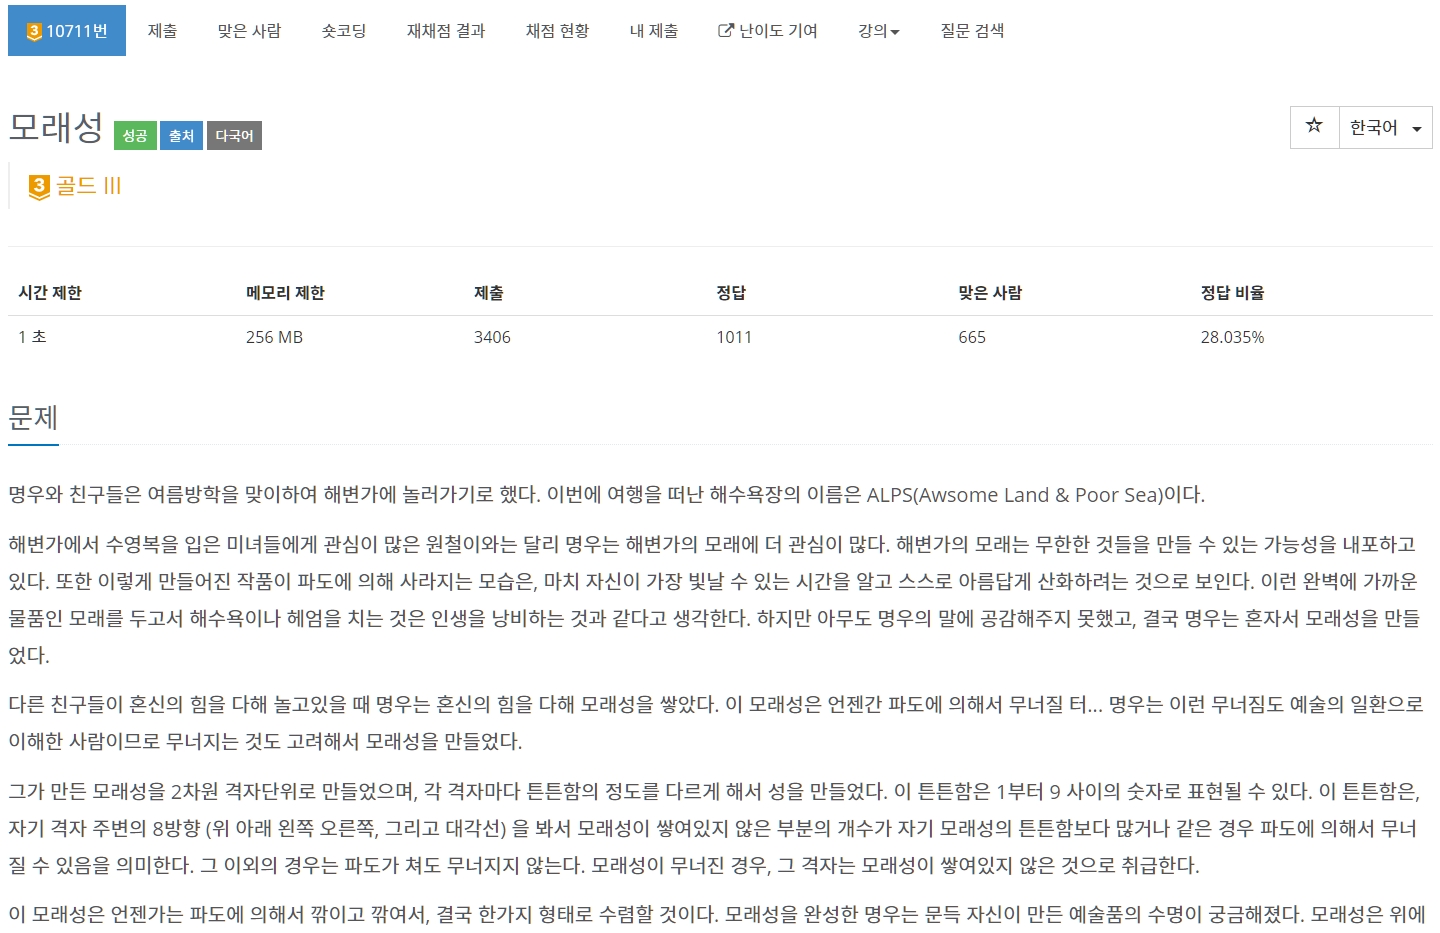 3 10711번 제출 맞은 사람 숏코딩 재채점 결과 채점 현황 내 제출 난이도 기여 강의 질문 검색
모래성 성공 출처 다국어 한국어
3 골드 III
시간 제한 메모리 제한 제출 정답 맞은 사람 정답 비율
1 초 256 MB 3406 1011 665 28.035%
문제
명우와 친구들은 여름방학을 맞이하여 해변가에 놀러가기로 했다. 이번에 여행을 떠난 해수욕장의 이름은 ALPS(Awsome Land & Poor Sea)이다.
해변가에서 수영복을 입은 미녀들에게 관심이 많은 원철이와는 달리 명우는 해변가의 모래에 더 관심이 많다. 해변가의 모래는 무한한 것들을 만들 수 있는 가능성을 내포하고
있다. 또한 이렇게 만들어진 작품이 파도에 의해 사라지는 모습은, 마치 자신이 가장 빛날 수 있는 시간을 알고 스스로 아름답게 산화하려는 것으로 보인다. 이런 완벽에 가까운
물품인 모래를 두고서 해수욕이나 헤엄을 치는 것은 인생을 낭비하는 것과 같다고 생각한다. 하지만 아무도 명우의 말에 공감해주지 못했고, 결국 명우는 혼자서 모래성을 만들
었다.
다른 친구들이 혼신의 힘을 다해 놀고있을 때 명우는 혼신의 힘을 다해 모래성을 쌓았다. 이 모래성은 언젠간 파도에 의해서 무너질 터... 명우는 이런 무너짐도 예술의 일환으로
이해한 사람이므로 무너지는 것도 고려해서 모래성을 만들었다.
그가 만든 모래성을 2차원 격자단위로 만들었으며, 각 격자마다 튼튼함의 정도를 다르게 해서 성을 만들었다. 이 튼튼함은 1부터 9 사이의 숫자로 표현될 수 있다. 이 튼튼함은,
자기 격자 주변의 8방향 (위 아래 왼쪽 오른쪽, 그리고 대각선) 을 봐서 모래성이 쌓여있지 않은 부분의 개수가 자기 모래성의 튼튼함보다 많거나 같은 경우 파도에 의해서 무너
질 수 있음을 의미한다. 그 이외의 경우는 파도가 쳐도 무너지지 않는다. 모래성이 무너진 경우, 그 격자는 모래성이 쌓여있지 않은 것으로 취급한다.
이 모래성은 언젠가는 파도에 의해서 깎이고 깎여서, 결국 한가지 형태로 수렴할 것이다. 모래성을 완성한 명우는 문득 자신이 만든 예술품의 수명이 궁금해졌다. 모래성은 위에